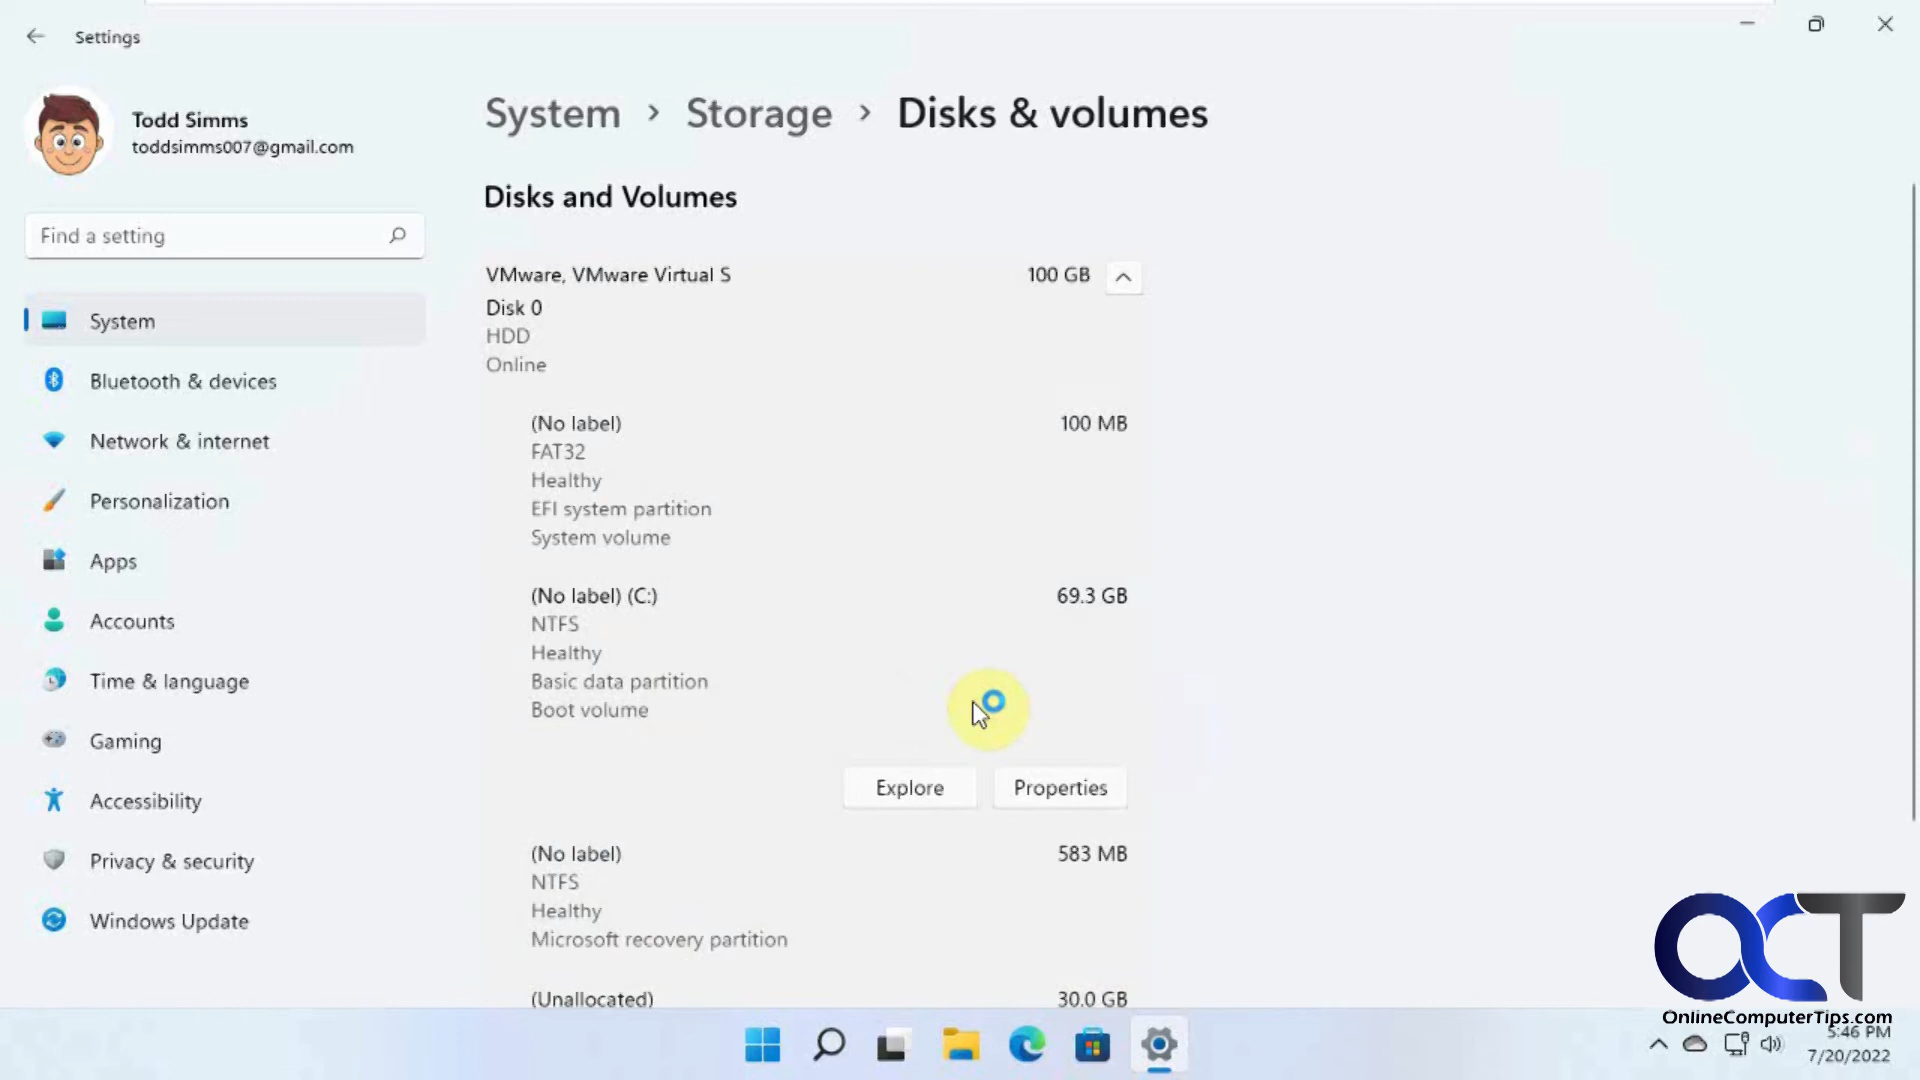 Settings
Todd Simms
toddsimms007@gmail.com
Find a setting
System
Bluetooth & devices
Network & internet
Personalization
Apps
Accounts
Time & language
Gaming
Accessibility
Privacy & security
Windows Update
System › Storage › Disks & volumes
Disks and Volumes
VMware, VMware Virtual S 100 GB
Disk 0
HDD
Online
(No label) 100 MB
FAT32
Healthy
EFI system partition
System volume
(No label) (C:) 69.3 GB
NTFS
Healthy
Basic data partition
Boot volume
Explore Properties
(No label) 583 MB
NTFS
Healthy
Microsoft recovery partition
(Unallocated) 30.0 GB
OCT
OnlineComputerTips.com
5:46 PM
7/20/2022